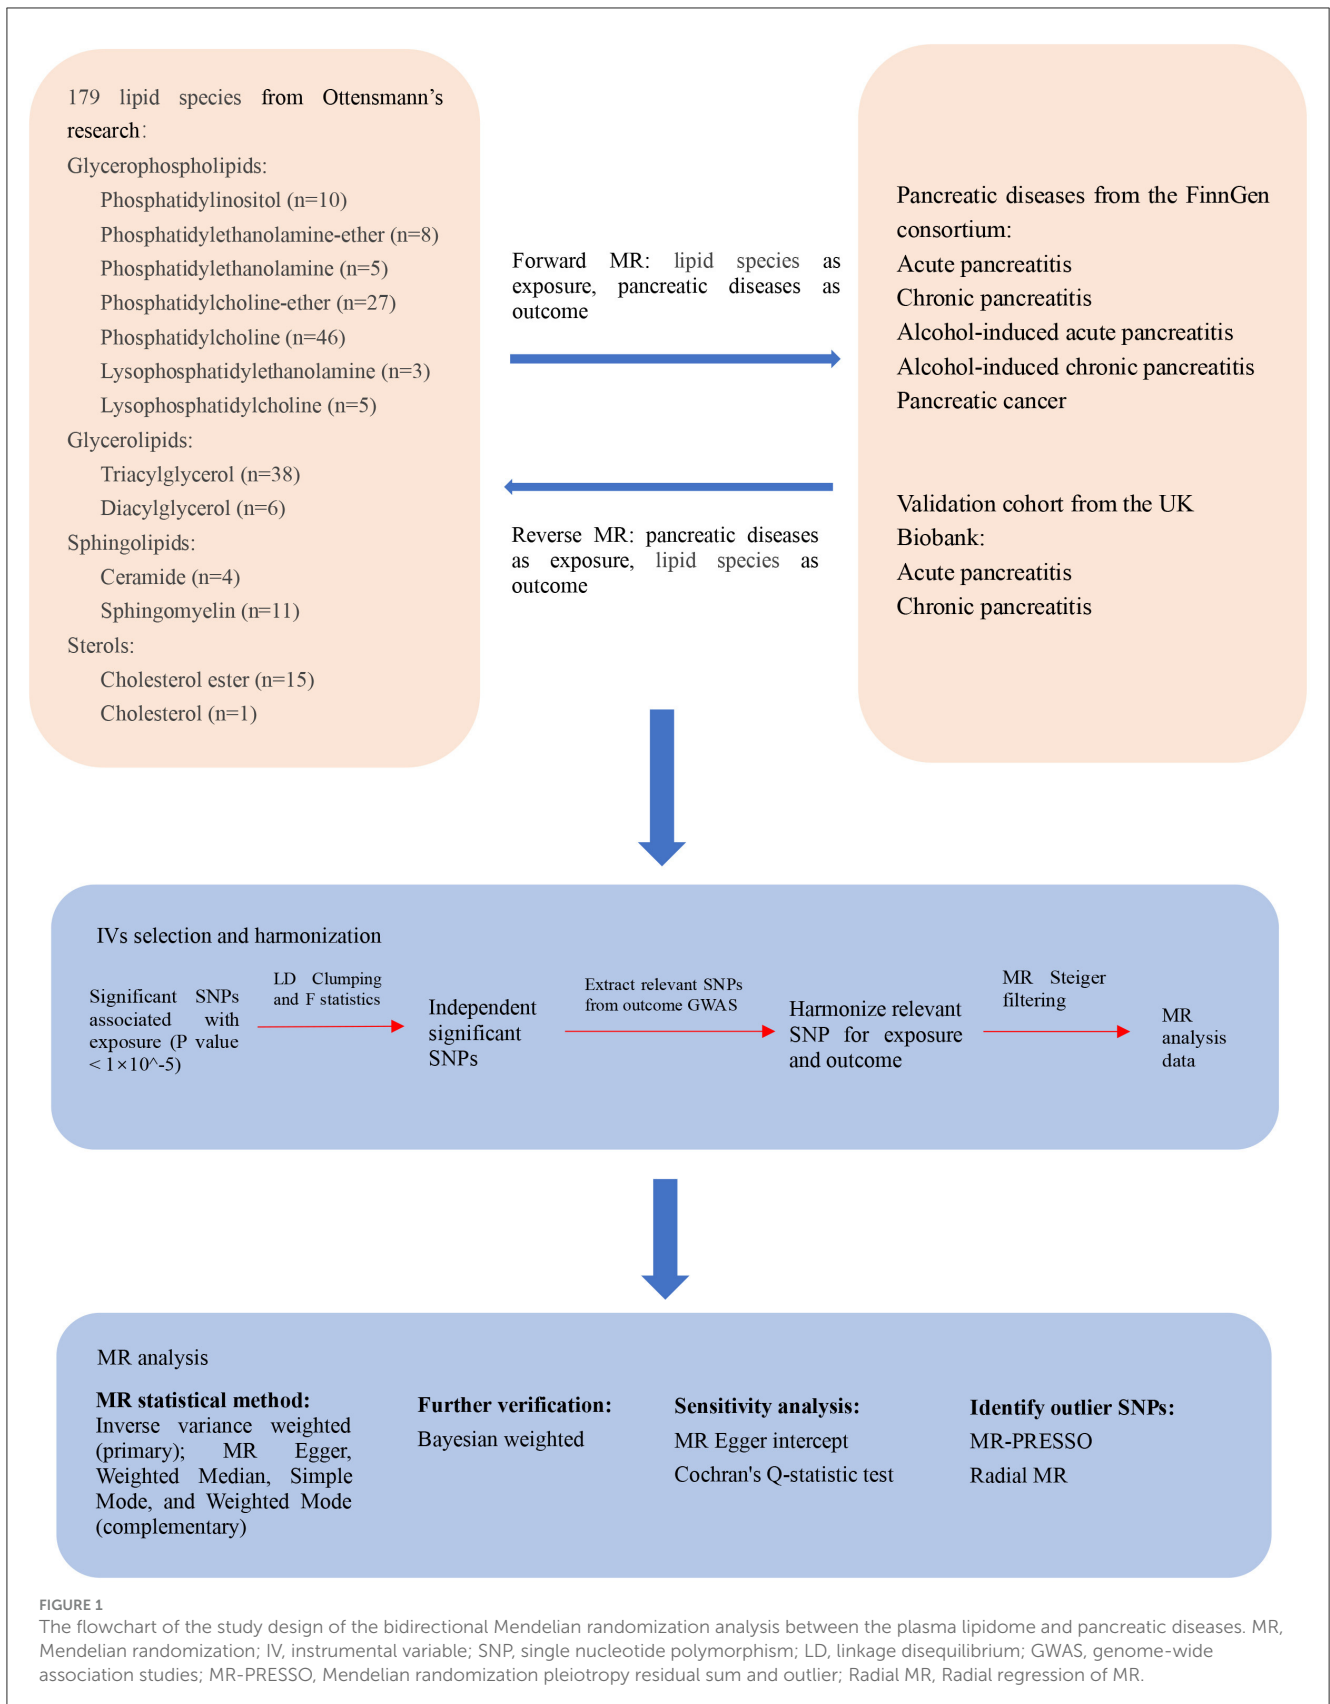 179 lipid species from Ottensmann's
research:
Glycerophospholipids:
Phosphatidylinositol (n=10)
Phosphatidylethanolamine-ether (n=8)
Phosphatidylethanolamine (n=5)
Phosphatidylcholine-ether (n=27)
Phosphatidylcholine (n=46)
Lysophosphatidylethanolamine (n=3)
Lysophosphatidylcholine (n=5)
Glycerolipids:
Triacylglycerol (n=38)
Diacylglycerol (n=6)
Sphingolipids:
Ceramide (n=4)
Sphingomyelin (n=11)
Sterols:
Cholesterol ester (n=15)
Cholesterol (n=1)
Forward MR: lipid species as
exposure, pancreatic diseases as
outcome
Reverse MR: pancreatic diseases
as exposure, lipid species as
outcome
Pancreatic diseases from the FinnGen
consortium:
Acute pancreatitis
Chronic pancreatitis
Alcohol-induced acute pancreatitis
Alcohol-induced chronic pancreatitis
Pancreatic cancer
Validation cohort from the UK
Biobank:
Acute pancreatitis
Chronic pancreatitis
IVs selection and harmonization
Significant SNPs
associated with
exposure (P value
< 1×10^-5)
LD Clumping
and F statistics
Independent
significant
SNPs
Extract relevant SNPs
from outcome GWAS
Harmonize relevant
SNP for exposure
and outcome
MR Steiger
filtering
MR
analysis
data
MR analysis
MR statistical method:
Inverse variance weighted
(primary); MR Egger,
Weighted Median, Simple
Mode, and Weighted Mode
(complementary)
Further verification:
Bayesian weighted
Sensitivity analysis:
MR Egger intercept
Cochran's Q-statistic test
Identify outlier SNPs:
MR-PRESSO
Radial MR
FIGURE 1
The flowchart of the study design of the bidirectional Mendelian randomization analysis between the plasma lipidome and pancreatic diseases. MR,
Mendelian randomization; IV, instrumental variable; SNP, single nucleotide polymorphism; LD, linkage disequilibrium; GWAS, genome-wide
association studies; MR-PRESSO, Mendelian randomization pleiotropy residual sum and outlier; Radial MR, Radial regression of MR.